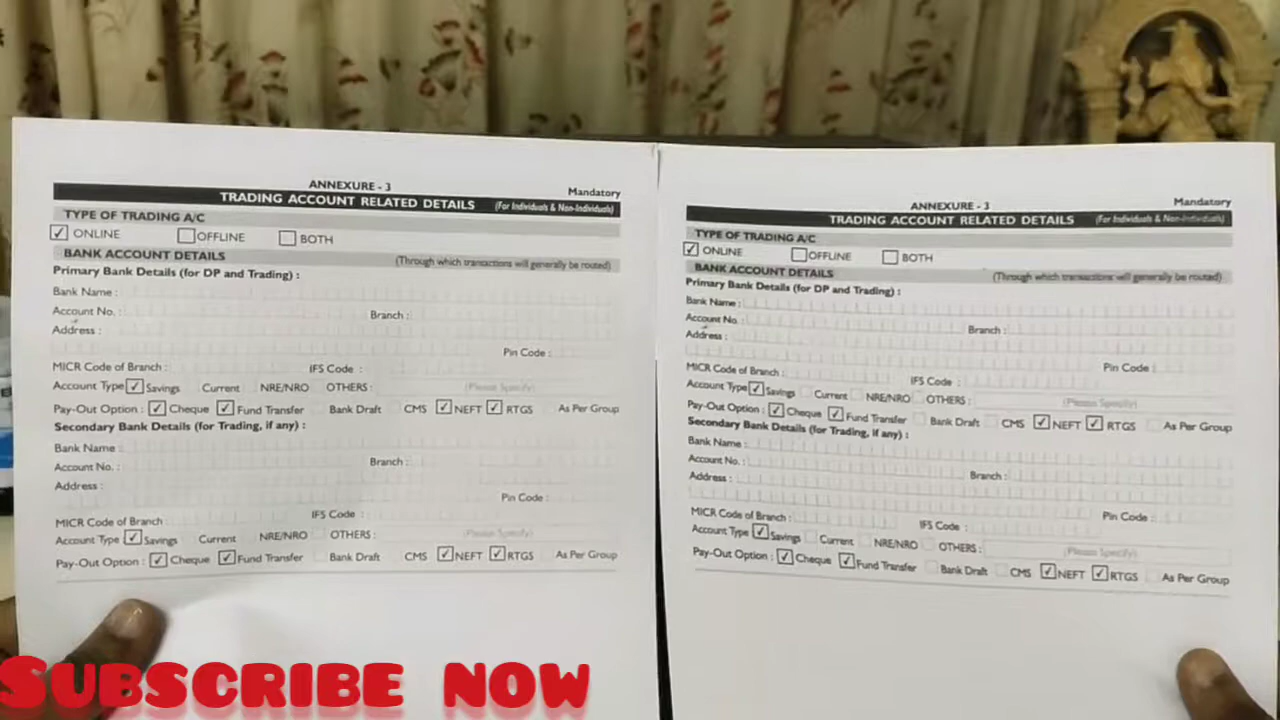 ANNEXURE - 3
Mandatory
TRADING ACCOUNT RELATED DETAILS (For Individuals & Non-Individuals)
TYPE OF TRADING A/C
ONLINE OFFLINE BOTH
BANK ACCOUNT DETAILS (Through which transactions will generally be routed)
Primary Bank Details (for DP and Trading) :
Bank Name :
Account No. : Branch :
Address :
Pin Code :
MICR Code of Branch : IFS Code :
Account Type Savings Current NRE/NRO OTHERS : (Please Specify)
Pay-Out Option : Cheque Fund Transfer Bank Draft CMS NEFT RTGS As Per Group
Secondary Bank Details (for Trading, if any) :
Bank Name :
Account No. : Branch :
Address :
Pin Code :
MICR Code of Branch : IFS Code :
Account Type Savings Current NRE/NRO OTHERS : (Please Specify)
Pay-Out Option : Cheque Fund Transfer Bank Draft CMS NEFT RTGS As Per Group
ANNEXURE - 3
Mandatory
TRADING ACCOUNT RELATED DETAILS (For Individuals & Non-Individuals)
TYPE OF TRADING A/C
ONLINE OFFLINE BOTH
BANK ACCOUNT DETAILS (Through which transactions will generally be routed)
Primary Bank Details (for DP and Trading) :
Bank Name :
Account No. : Branch :
Address :
Pin Code :
MICR Code of Branch : IFS Code :
Account Type Savings Current NRE/NRO OTHERS : (Please Specify)
Pay-Out Option : Cheque Fund Transfer Bank Draft CMS NEFT RTGS As Per Group
Secondary Bank Details (for Trading, if any) :
Bank Name :
Account No. : Branch :
Address :
Pin Code :
MICR Code of Branch : IFS Code :
Account Type Savings Current NRE/NRO OTHERS : (Please Specify)
Pay-Out Option : Cheque Fund Transfer Bank Draft CMS NEFT RTGS As Per Group
SUBSCRIBE NOW